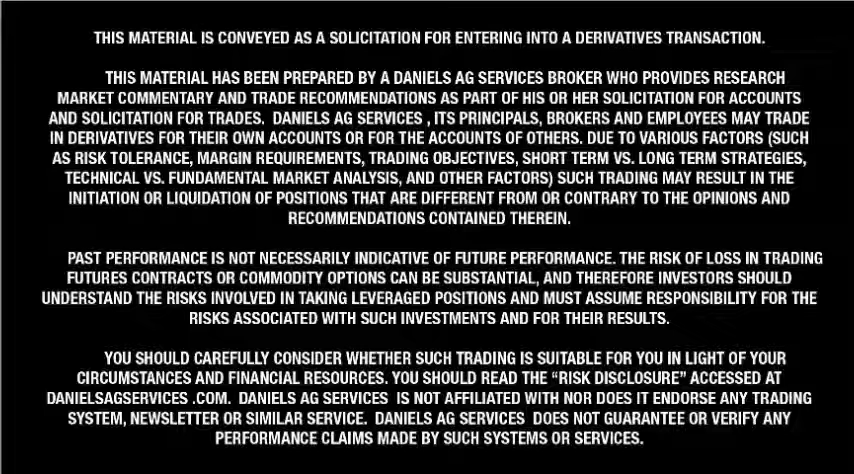 THIS MATERIAL IS CONVEYED AS A SOLICITATION FOR ENTERING INTO A DERIVATIVES TRANSACTION.
THIS MATERIAL HAS BEEN PREPARED BY A DANIELS AG SERVICES BROKER WHO PROVIDES RESEARCH
MARKET COMMENTARY AND TRADE RECOMMENDATIONS AS PART OF HIS OR HER SOLICITATION FOR ACCOUNTS
AND SOLICITATION FOR TRADES. DANIELS AG SERVICES , ITS PRINCIPALS, BROKERS AND EMPLOYEES MAY TRADE
IN DERIVATIVES FOR THEIR OWN ACCOUNTS OR FOR THE ACCOUNTS OF OTHERS. DUE TO VARIOUS FACTORS (SUCH
AS RISK TOLERANCE, MARGIN REQUIREMENTS, TRADING OBJECTIVES, SHORT TERM VS. LONG TERM STRATEGIES,
TECHNICAL VS. FUNDAMENTAL MARKET ANALYSIS, AND OTHER FACTORS) SUCH TRADING MAY RESULT IN THE
INITIATION OR LIQUIDATION OF POSITIONS THAT ARE DIFFERENT FROM OR CONTRARY TO THE OPINIONS AND
RECOMMENDATIONS CONTAINED THEREIN.
PAST PERFORMANCE IS NOT NECESSARILY INDICATIVE OF FUTURE PERFORMANCE. THE RISK OF LOSS IN TRADING
FUTURES CONTRACTS OR COMMODITY OPTIONS CAN BE SUBSTANTIAL, AND THEREFORE INVESTORS SHOULD
UNDERSTAND THE RISKS INVOLVED IN TAKING LEVERAGED POSITIONS AND MUST ASSUME RESPONSIBILITY FOR THE
RISKS ASSOCIATED WITH SUCH INVESTMENTS AND FOR THEIR RESULTS.
YOU SHOULD CAREFULLY CONSIDER WHETHER SUCH TRADING IS SUITABLE FOR YOU IN LIGHT OF YOUR
CIRCUMSTANCES AND FINANCIAL RESOURCES. YOU SHOULD READ THE “RISK DISCLOSURE” ACCESSED AT
DANIELSAGSERVICES .COM. DANIELS AG SERVICES IS NOT AFFILIATED WITH NOR DOES IT ENDORSE ANY TRADING
SYSTEM, NEWSLETTER OR SIMILAR SERVICE. DANIELS AG SERVICES DOES NOT GUARANTEE OR VERIFY ANY
PERFORMANCE CLAIMS MADE BY SUCH SYSTEMS OR SERVICES.